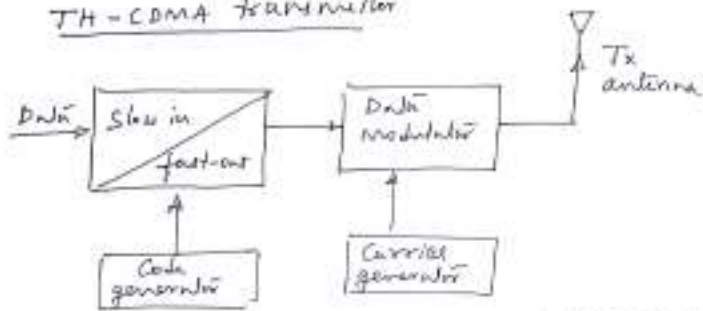 TH-CDMA transmitter
Tx
antenna
Data
Slow in
fast-out
Data
modulator
Code
generator
Carrier
generator